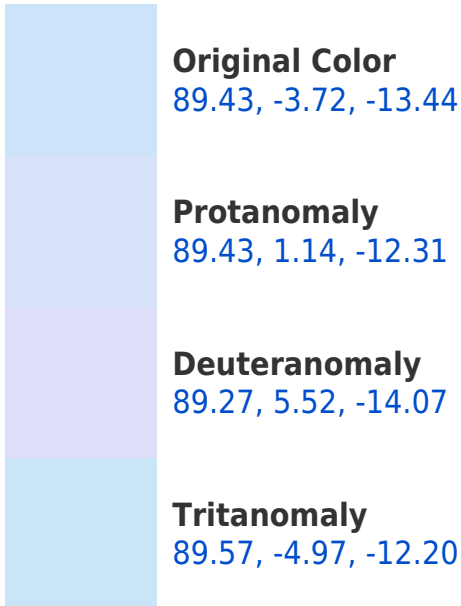 Original Color
89.43, -3.72, -13.44
Protanomaly
89.43, 1.14, -12.31
Deuteranomaly
89.27, 5.52, -14.07
Tritanomaly
89.57, -4.97, -12.20